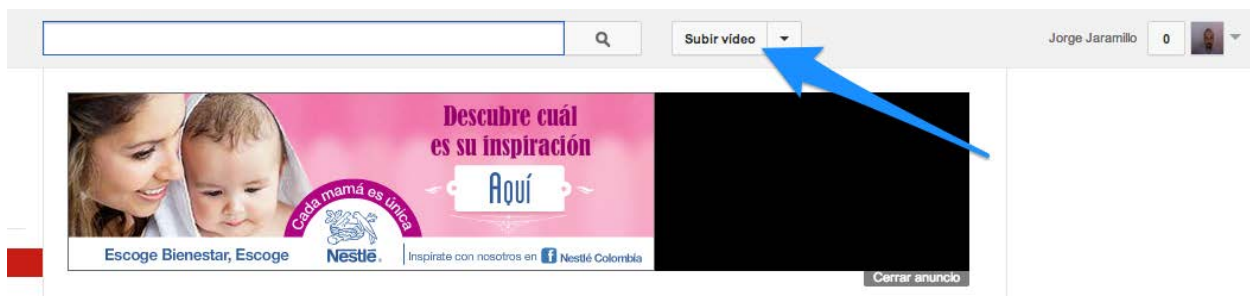 Subir vídeo
Jorge Jaramillo
0
Descubre cuál
es su inspiración
Aquí
Cada mamá es única
Nestlé.
Escoge Bienestar, Escoge
Inspirate con nosotros en f Nestlé Colombia
Cerrar anuncio